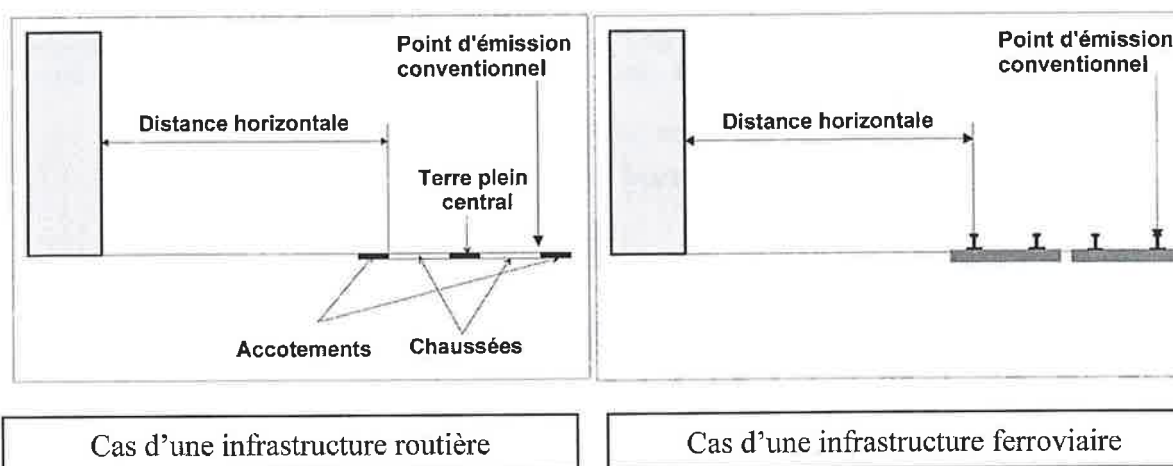 Point d'émission
conventionnel
Distance horizontale
Terre plein
central
Accotements
Chaussées
Cas d'une infrastructure routière
Point d'émission
conventionnel
Distance horizontale
Cas d'une infrastructure ferroviaire